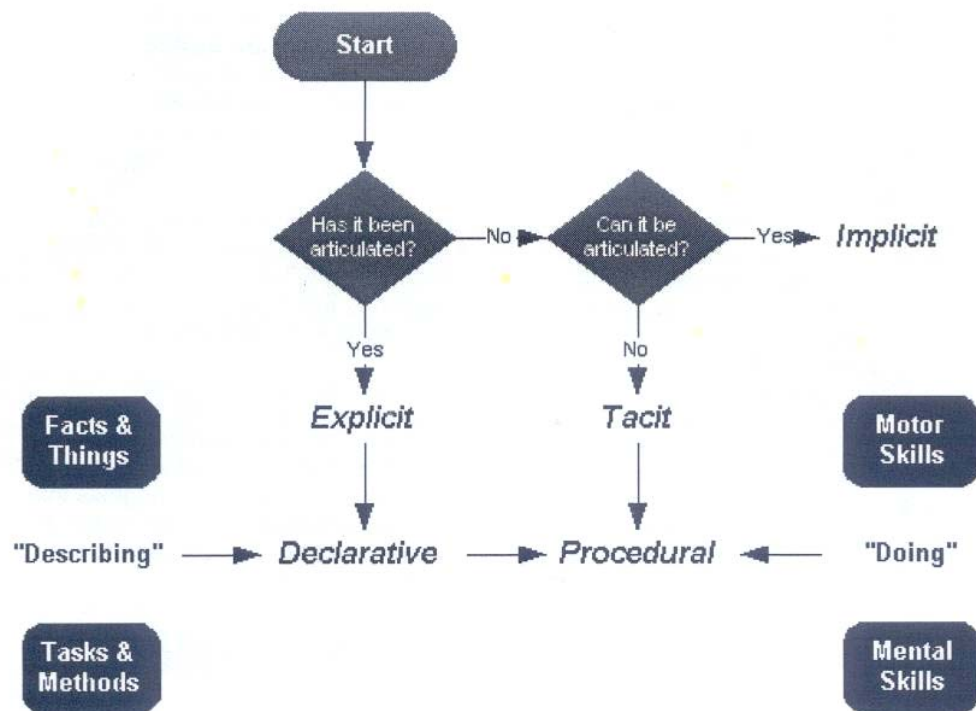 Start
Has it been
articulated?
No
Can it be
articulated?
Yes
Implicit
Yes
No
Explicit
Tacit
Facts &
Things
Motor
Skills
"Describing"
Declarative
Procedural
"Doing"
Tasks &
Methods
Mental
Skills